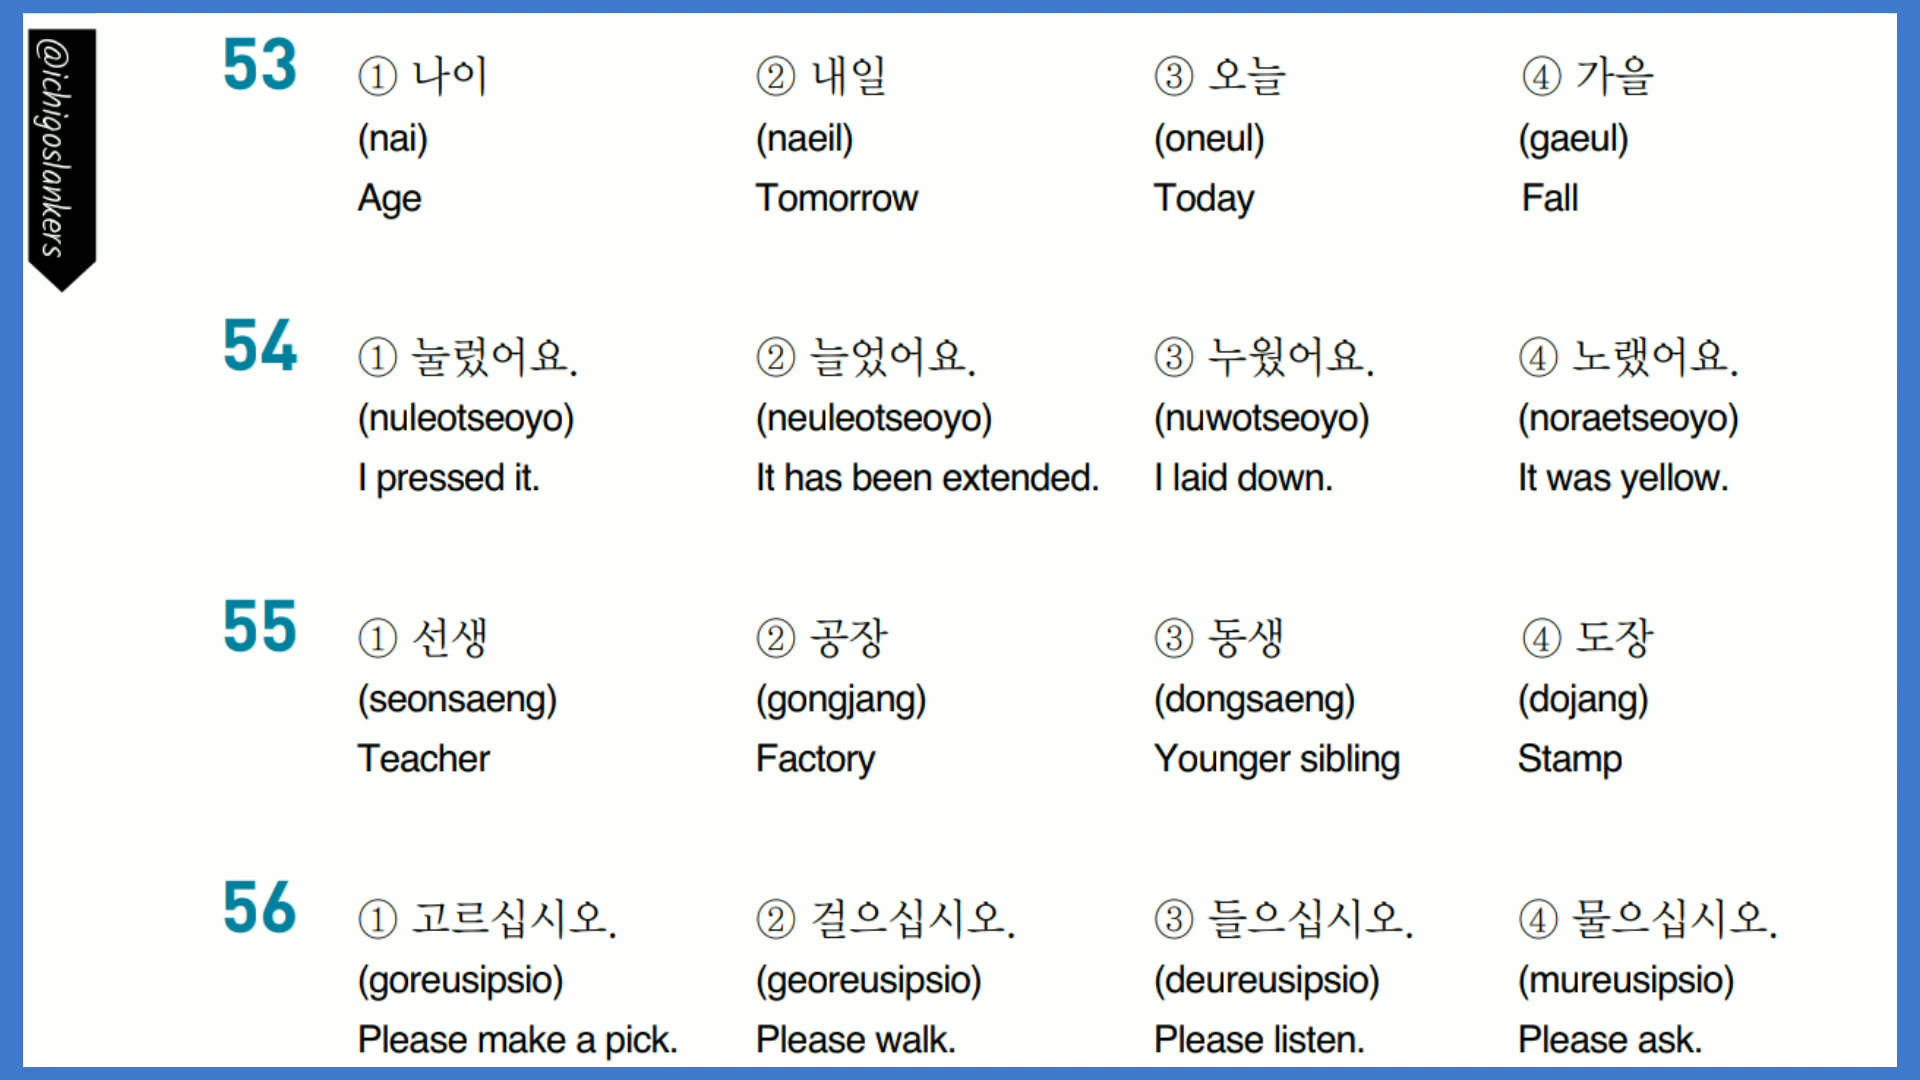 @ichigoslankers
53 ① 나이 ② 내일 ③ 오늘 ④ 가을
(nai) (naeil) (oneul) (gaeul)
Age Tomorrow Today Fall
54 ① 눌렀어요. ② 늘었어요. ③ 누웠어요. ④ 노랬어요.
(nuleotseoyo) (neuleotseoyo) (nuwotseoyo) (noraetseoyo)
I pressed it. It has been extended. I laid down. It was yellow.
55 ① 선생 ② 공장 ③ 동생 ④ 도장
(seonsaeng) (gongjang) (dongsaeng) (dojang)
Teacher Factory Younger sibling Stamp
56 ① 고르십시오. ② 걸으십시오. ③ 들으십시오. ④ 물으십시오.
(goreusipsio) (georeusipsio) (deureusipsio) (mureusipsio)
Please make a pick. Please walk. Please listen. Please ask.